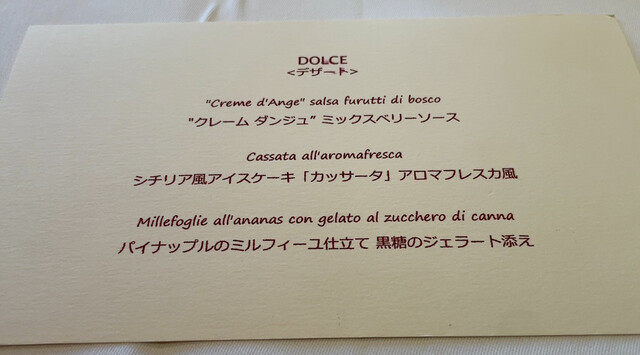 DOLCE
<デザート>
"Creme d'Ange" salsa furutti di bosco
"クレーム ダンジュ” ミックスベリーソース
Cassata all'aromafresca
シチリア風アイスケーキ「カッサータ」アロマフレスカ風
Millefoglie all'ananas con gelato al zucchero di canna
パイナップルのミルフィーユ仕立て 黒糖のジェラート添え